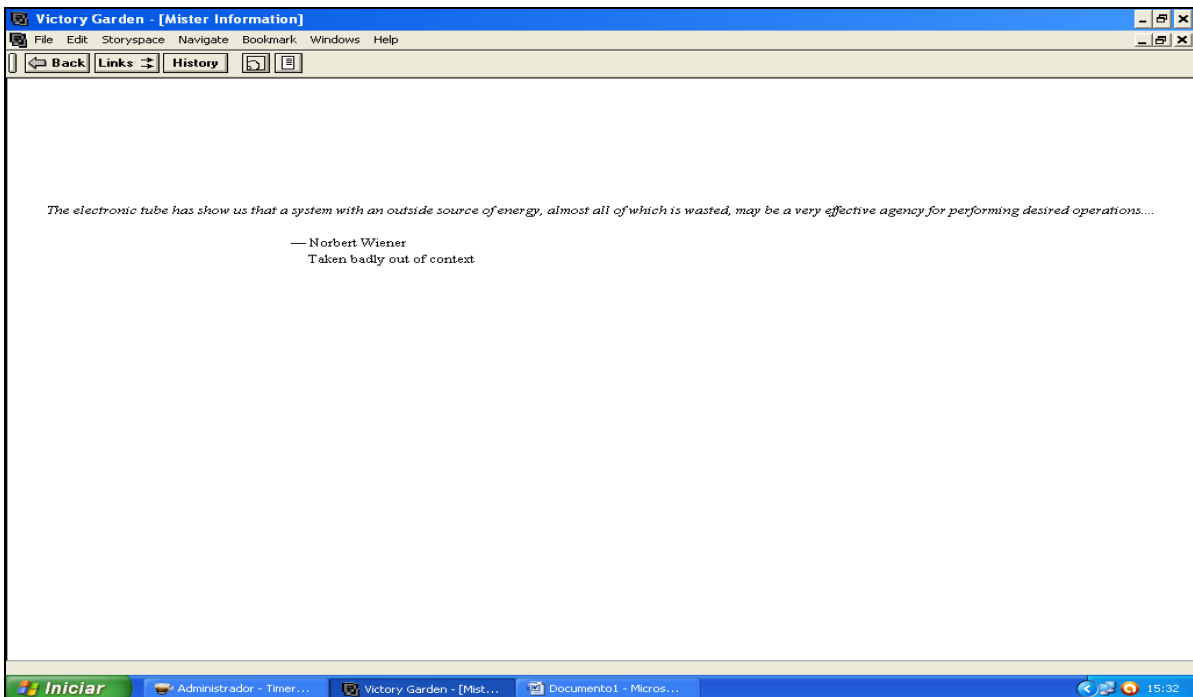 Victory Garden - [Mister Information]
File Edit Storyspace Navigate Bookmark Windows Help
Back Links History
The electronic tube has show us that a system with an outside source of energy, almost all of which is wasted, may be a very effective agency for performing desired operations....
— Norbert Wiener
Taken badly out of context
Iniciar Administrador - Timer... Victory Garden - [Mist... Documento1 - Micros... 15:32